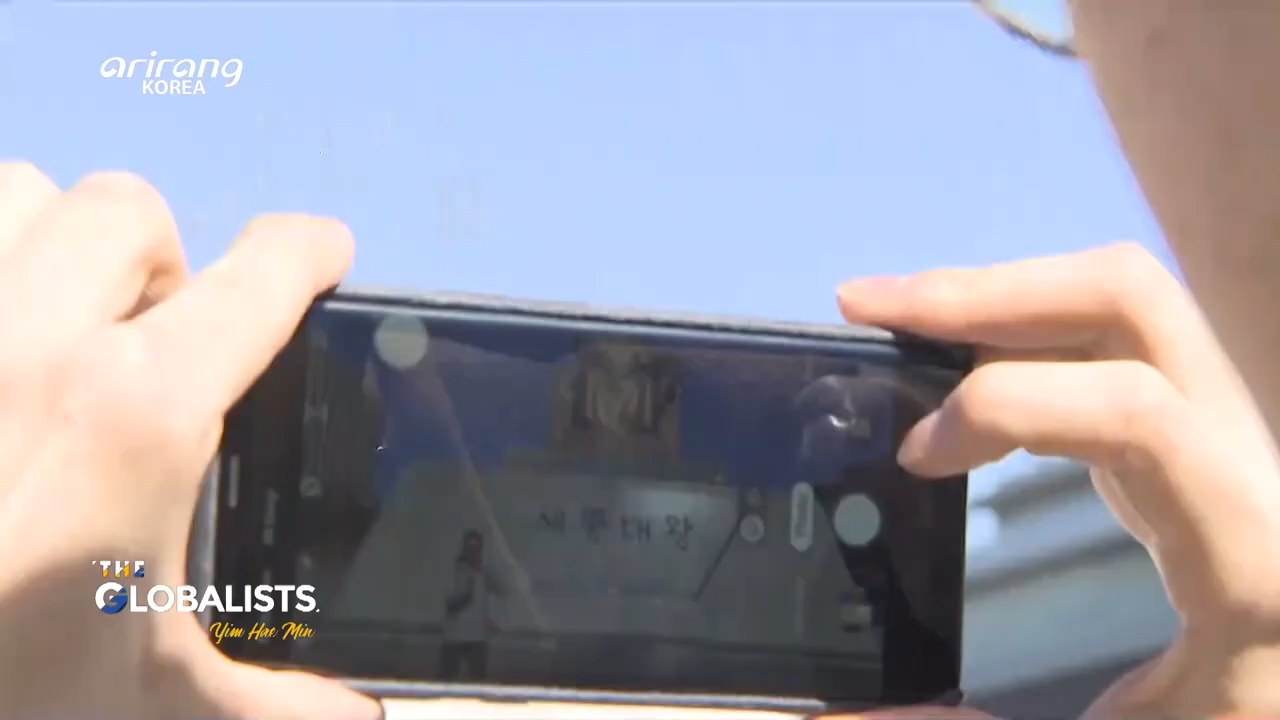 arirang
KOREA
세종대왕
THE
GLOBALISTS.
Yim Hae Min